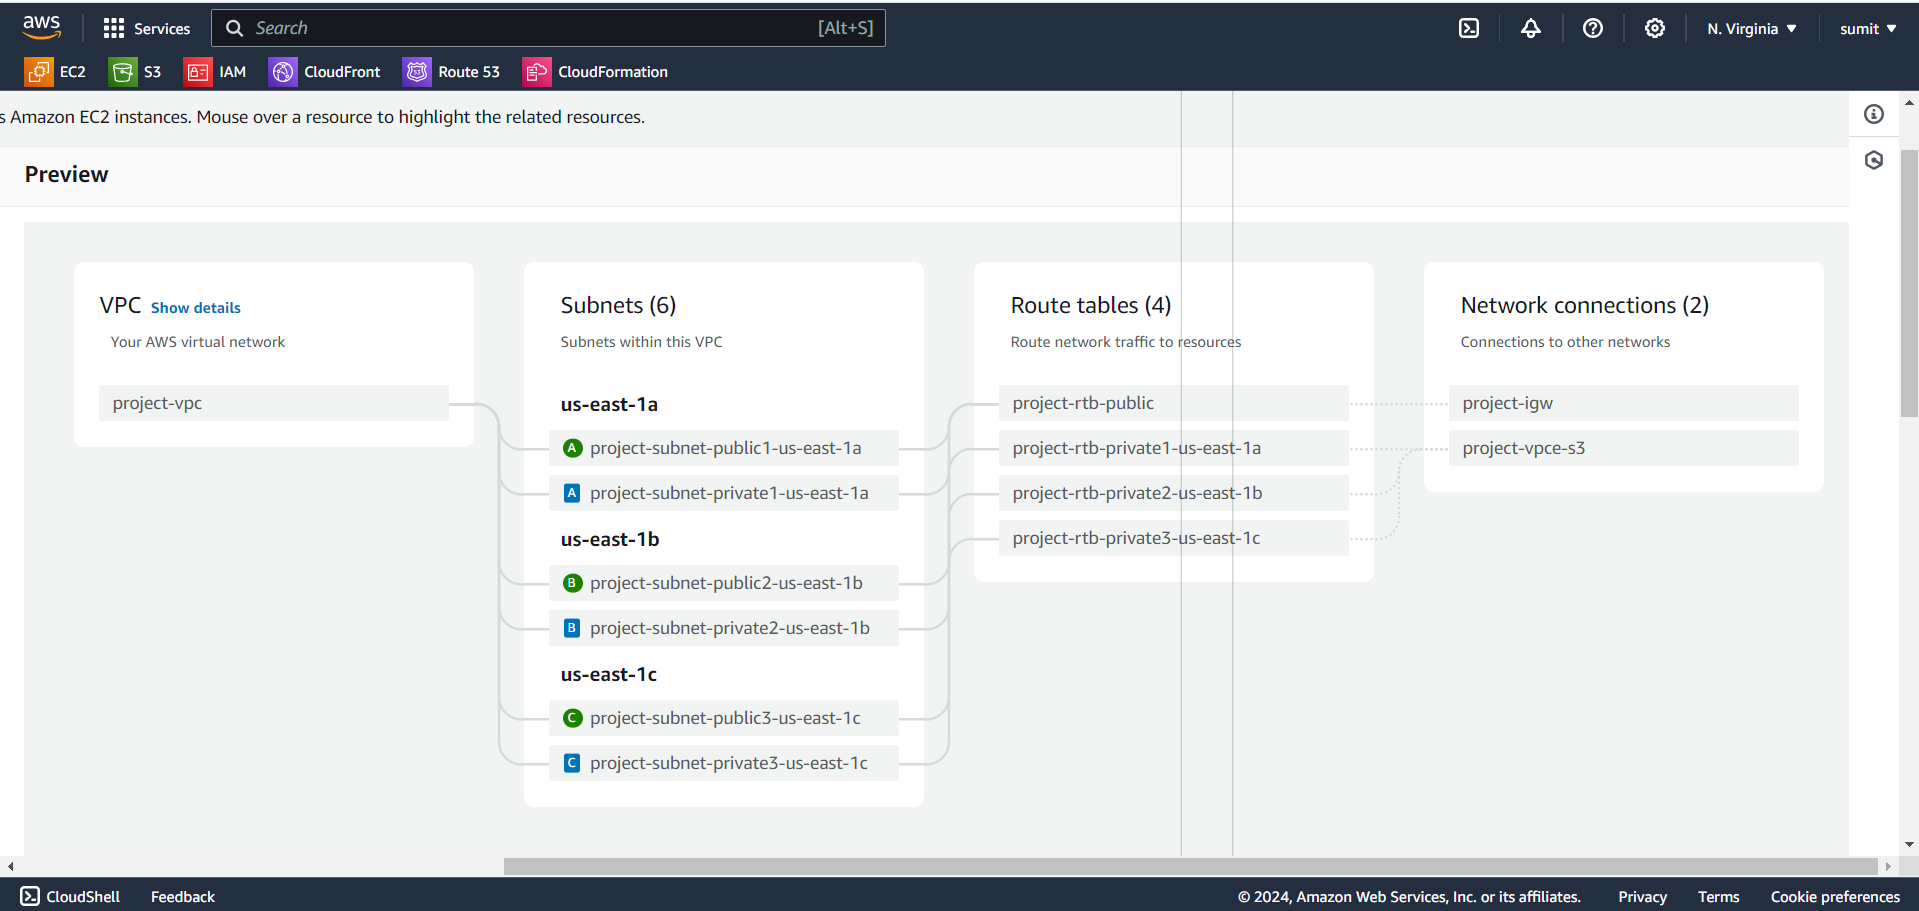 aws
Services
Search [Alt+S]
N. Virginia
sumit
EC2
S3
IAM
CloudFront
Route 53
CloudFormation
s Amazon EC2 instances. Mouse over a resource to highlight the related resources.
Preview
VPC Show details
Your AWS virtual network
project-vpc
Subnets (6)
Subnets within this VPC
us-east-1a
A project-subnet-public1-us-east-1a
A project-subnet-private1-us-east-1a
us-east-1b
B project-subnet-public2-us-east-1b
B project-subnet-private2-us-east-1b
us-east-1c
C project-subnet-public3-us-east-1c
C project-subnet-private3-us-east-1c
Route tables (4)
Route network traffic to resources
project-rtb-public
project-rtb-private1-us-east-1a
project-rtb-private2-us-east-1b
project-rtb-private3-us-east-1c
Network connections (2)
Connections to other networks
project-igw
project-vpce-s3
CloudShell
Feedback
© 2024, Amazon Web Services, Inc. or its affiliates.
Privacy
Terms
Cookie preferences